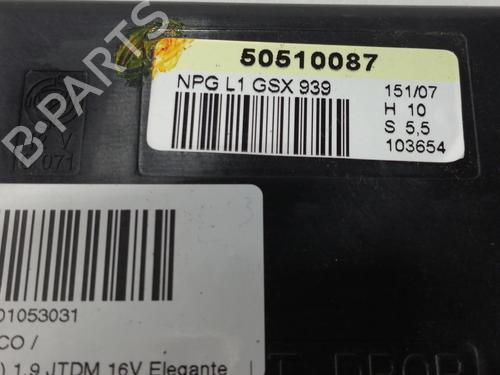 50510087
NPG L1 GSX 939
151/07
H 10
S 5,5
103654
B-PARTS
V
071
01053031
CO /
) 1.9 JTDM 16V Elegante